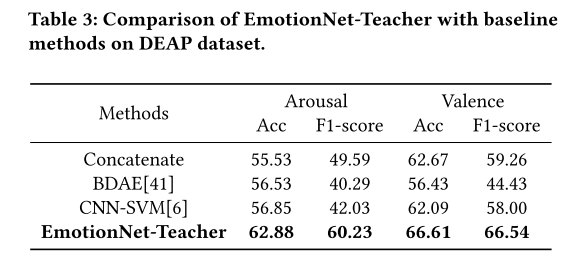 Table 3: Comparison of EmotionNet-Teacher with baseline
methods on DEAP dataset.
Methods Arousal Valence
Acc F1-score Acc F1-score
Concatenate 55.53 49.59 62.67 59.26
BDAE[41] 56.53 40.29 56.43 44.43
CNN-SVM[6] 56.85 42.03 62.09 58.00
EmotionNet-Teacher 62.88 60.23 66.61 66.54